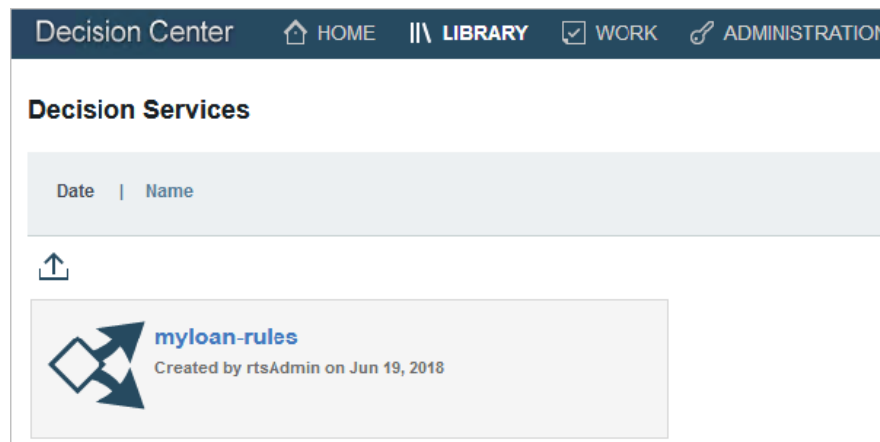 Decision Center HOME LIBRARY WORK ADMINISTRATION
Decision Services
Date | Name
myloan-rules
Created by rtsAdmin on Jun 19, 2018